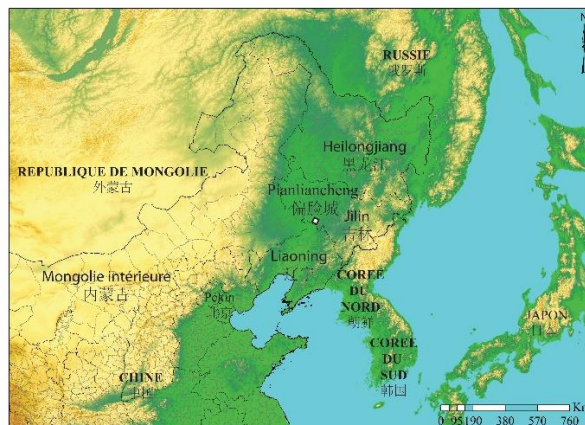 RUSSIE
俄罗斯
Heilongjiang
黑龙江
REPUBLIQUE DE MONGOLIE
外蒙古
Pianliancheng
偏脸城
Jilin
吉林
Liaoning
辽宁
Mongolie intérieure
内蒙古
Pékin
北京
COREE
DU
NORD
朝鲜
JAPON
日本
COREE
DU
SUD
韩国
CHINE
中国
0 95 190 380 570 760